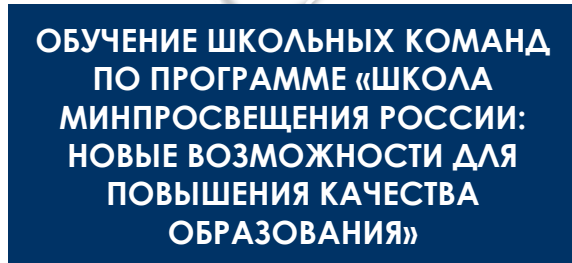 ОБУЧЕНИЕ ШКОЛЬНЫХ КОМАНД
ПО ПРОГРАММЕ «ШКОЛА
МИНПРОСВЕЩЕНИЯ РОССИИ:
НОВЫЕ ВОЗМОЖНОСТИ ДЛЯ
ПОВЫШЕНИЯ КАЧЕСТВА
ОБРАЗОВАНИЯ»